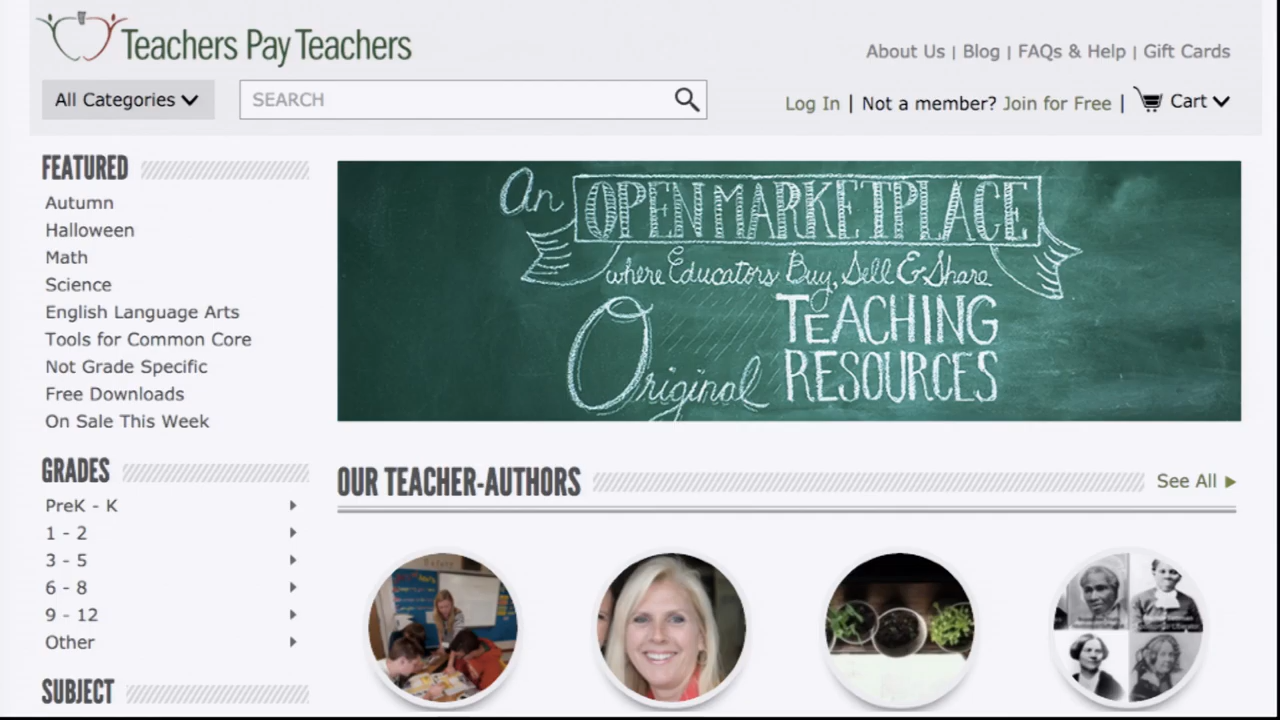 Teachers Pay Teachers
About Us | Blog | FAQs & Help | Gift Cards
All Categories
SEARCH
Log In | Not a member? Join for Free | Cart
FEATURED
Autumn
Halloween
Math
Science
English Language Arts
Tools for Common Core
Not Grade Specific
Free Downloads
On Sale This Week
GRADES
PreK - K
1 - 2
3 - 5
6 - 8
9 - 12
Other
SUBJECT
An OPEN MARKETPLACE
where Educators Buy, Sell & Share
Original TEACHING
RESOURCES
OUR TEACHER-AUTHORS
See All